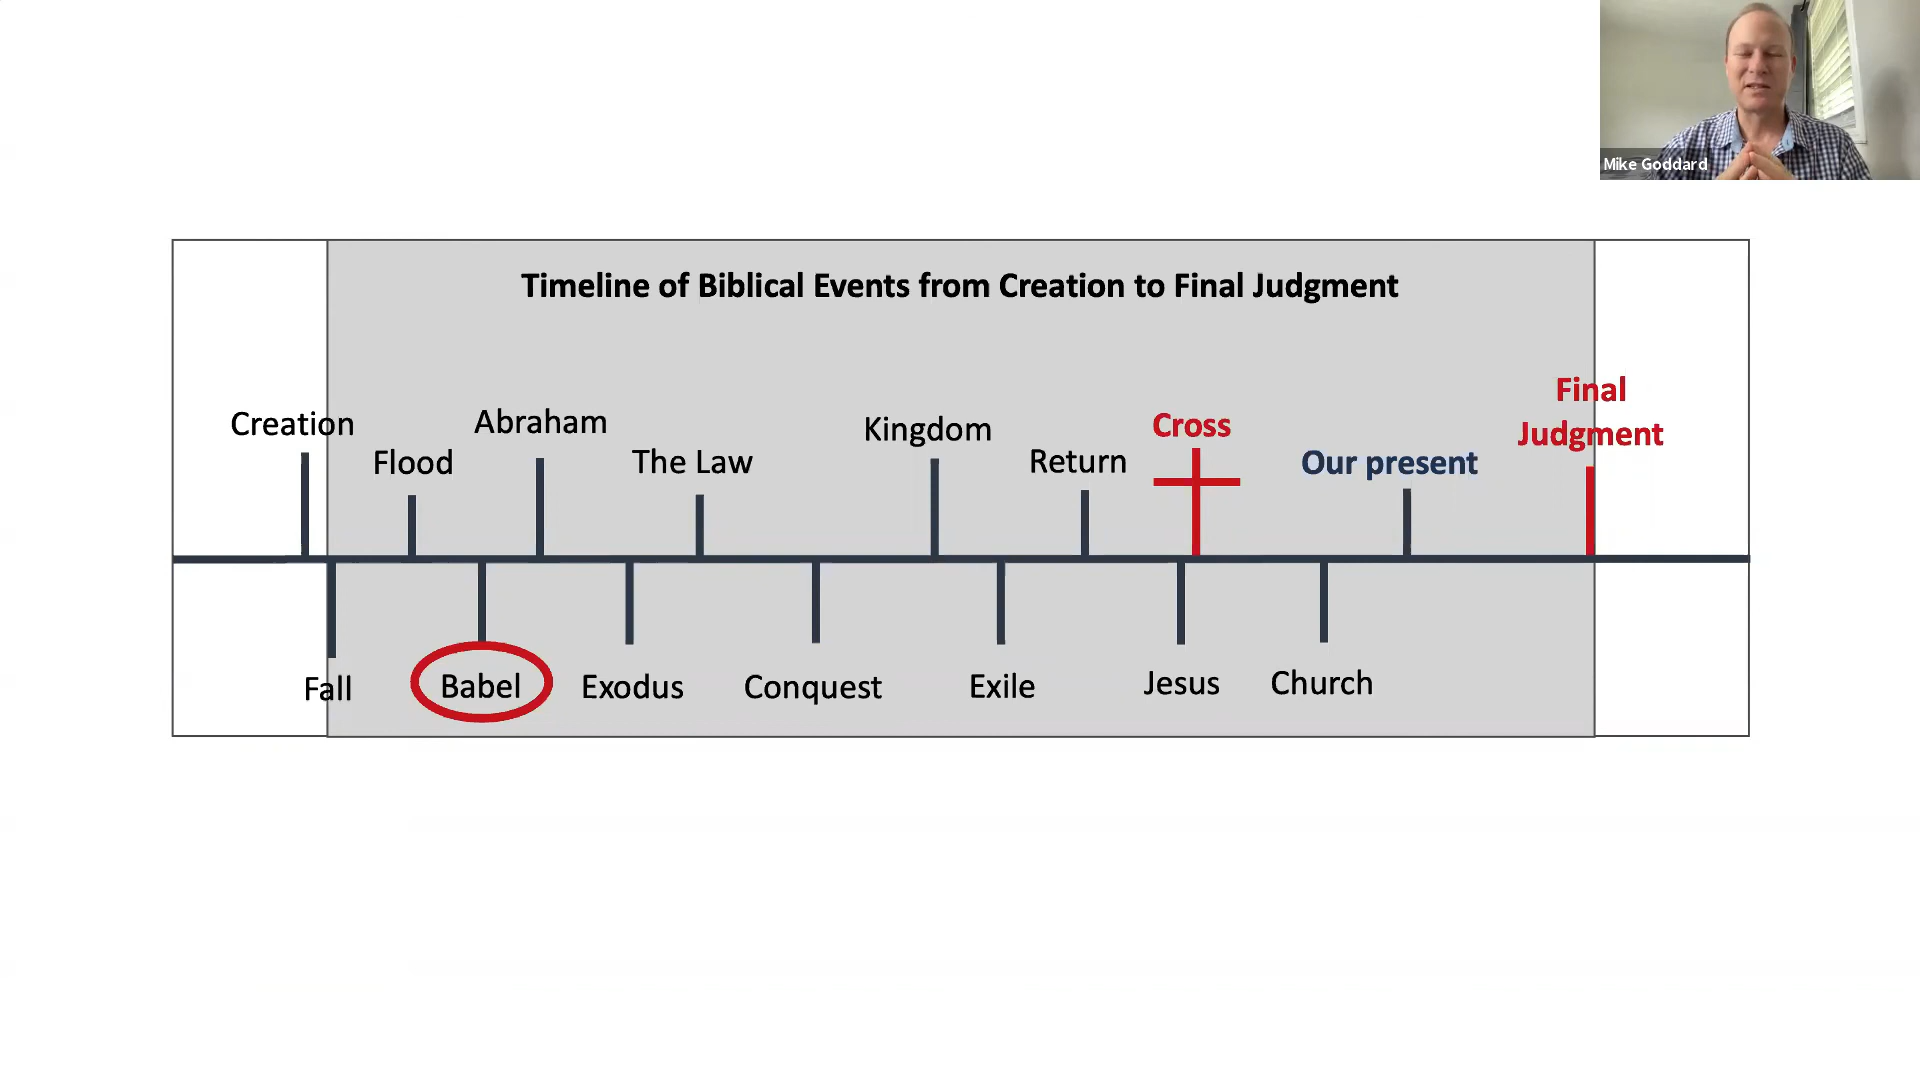 Mike Goddard
Timeline of Biblical Events from Creation to Final Judgment
Creation
Flood
Abraham
The Law
Kingdom
Return
Cross
Our present
Final
Judgment
Fall
Babel
Exodus
Conquest
Exile
Jesus
Church